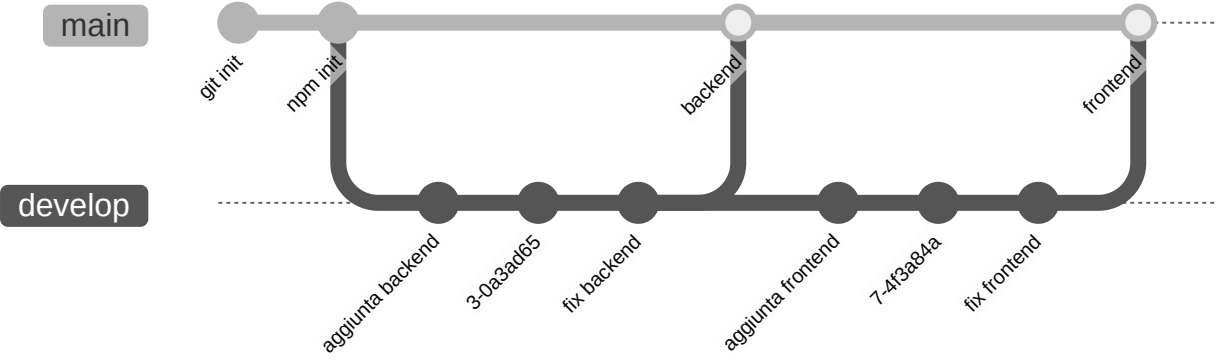 main
git init
npm init
backend
frontend
develop
aggiunta backend
3-0a3ad65
fix backend
aggiunta frontend
7-4f3a84a
fix frontend